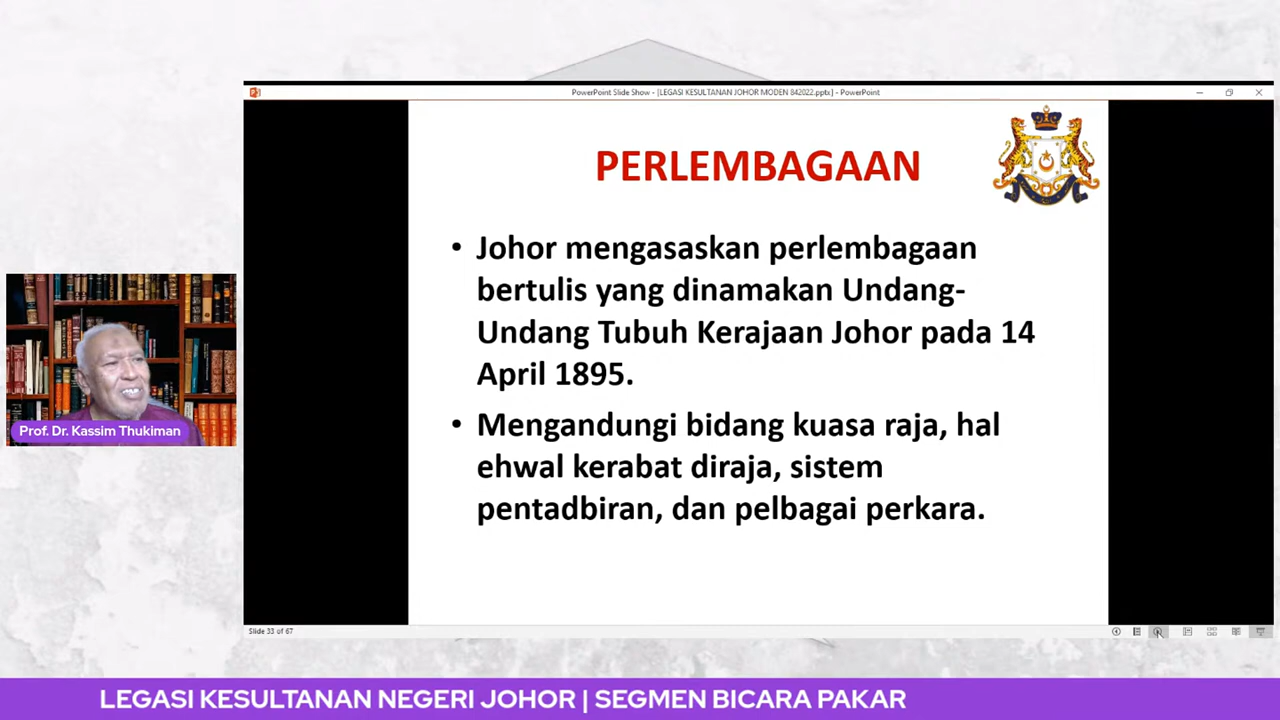 PowerPoint Slide Show - [LEGASI KESULTANAN JOHOR MODEN 842022.pptx] - PowerPoint
PERLEMBAGAAN
• Johor mengasaskan perlembagaan
bertulis yang dinamakan Undang-
Undang Tubuh Kerajaan Johor pada 14
April 1895.
• Mengandungi bidang kuasa raja, hal
ehwal kerabat diraja, sistem
pentadbiran, dan pelbagai perkara.
Prof. Dr. Kassim Thukiman
Slide 33 of 67
LEGASI KESULTANAN NEGERI JOHOR | SEGMEN BICARA PAKAR